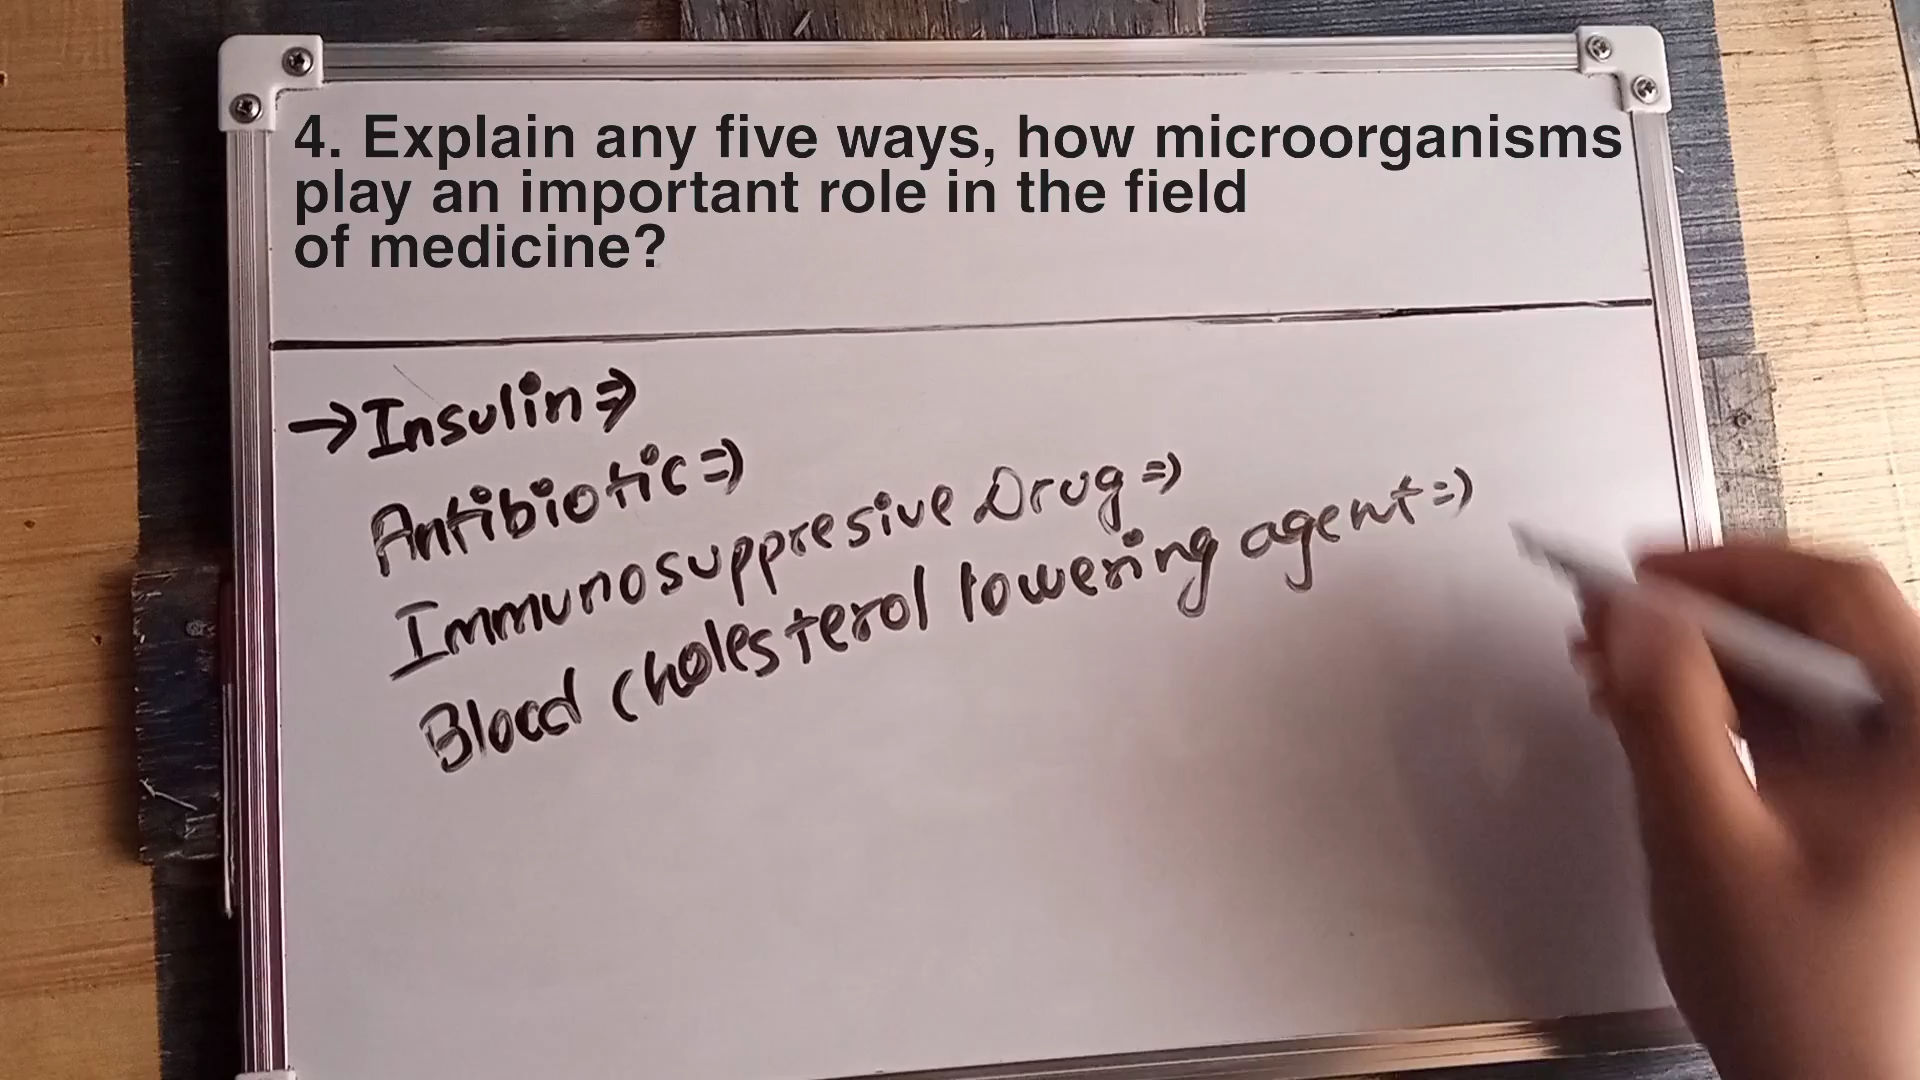 4. Explain any five ways, how microorganisms
play an important role in the field
of medicine?
→Insulin⇒
Antibiotic⇒
Immunosuppresive Drug⇒
Blood cholesterol lowering agent⇒